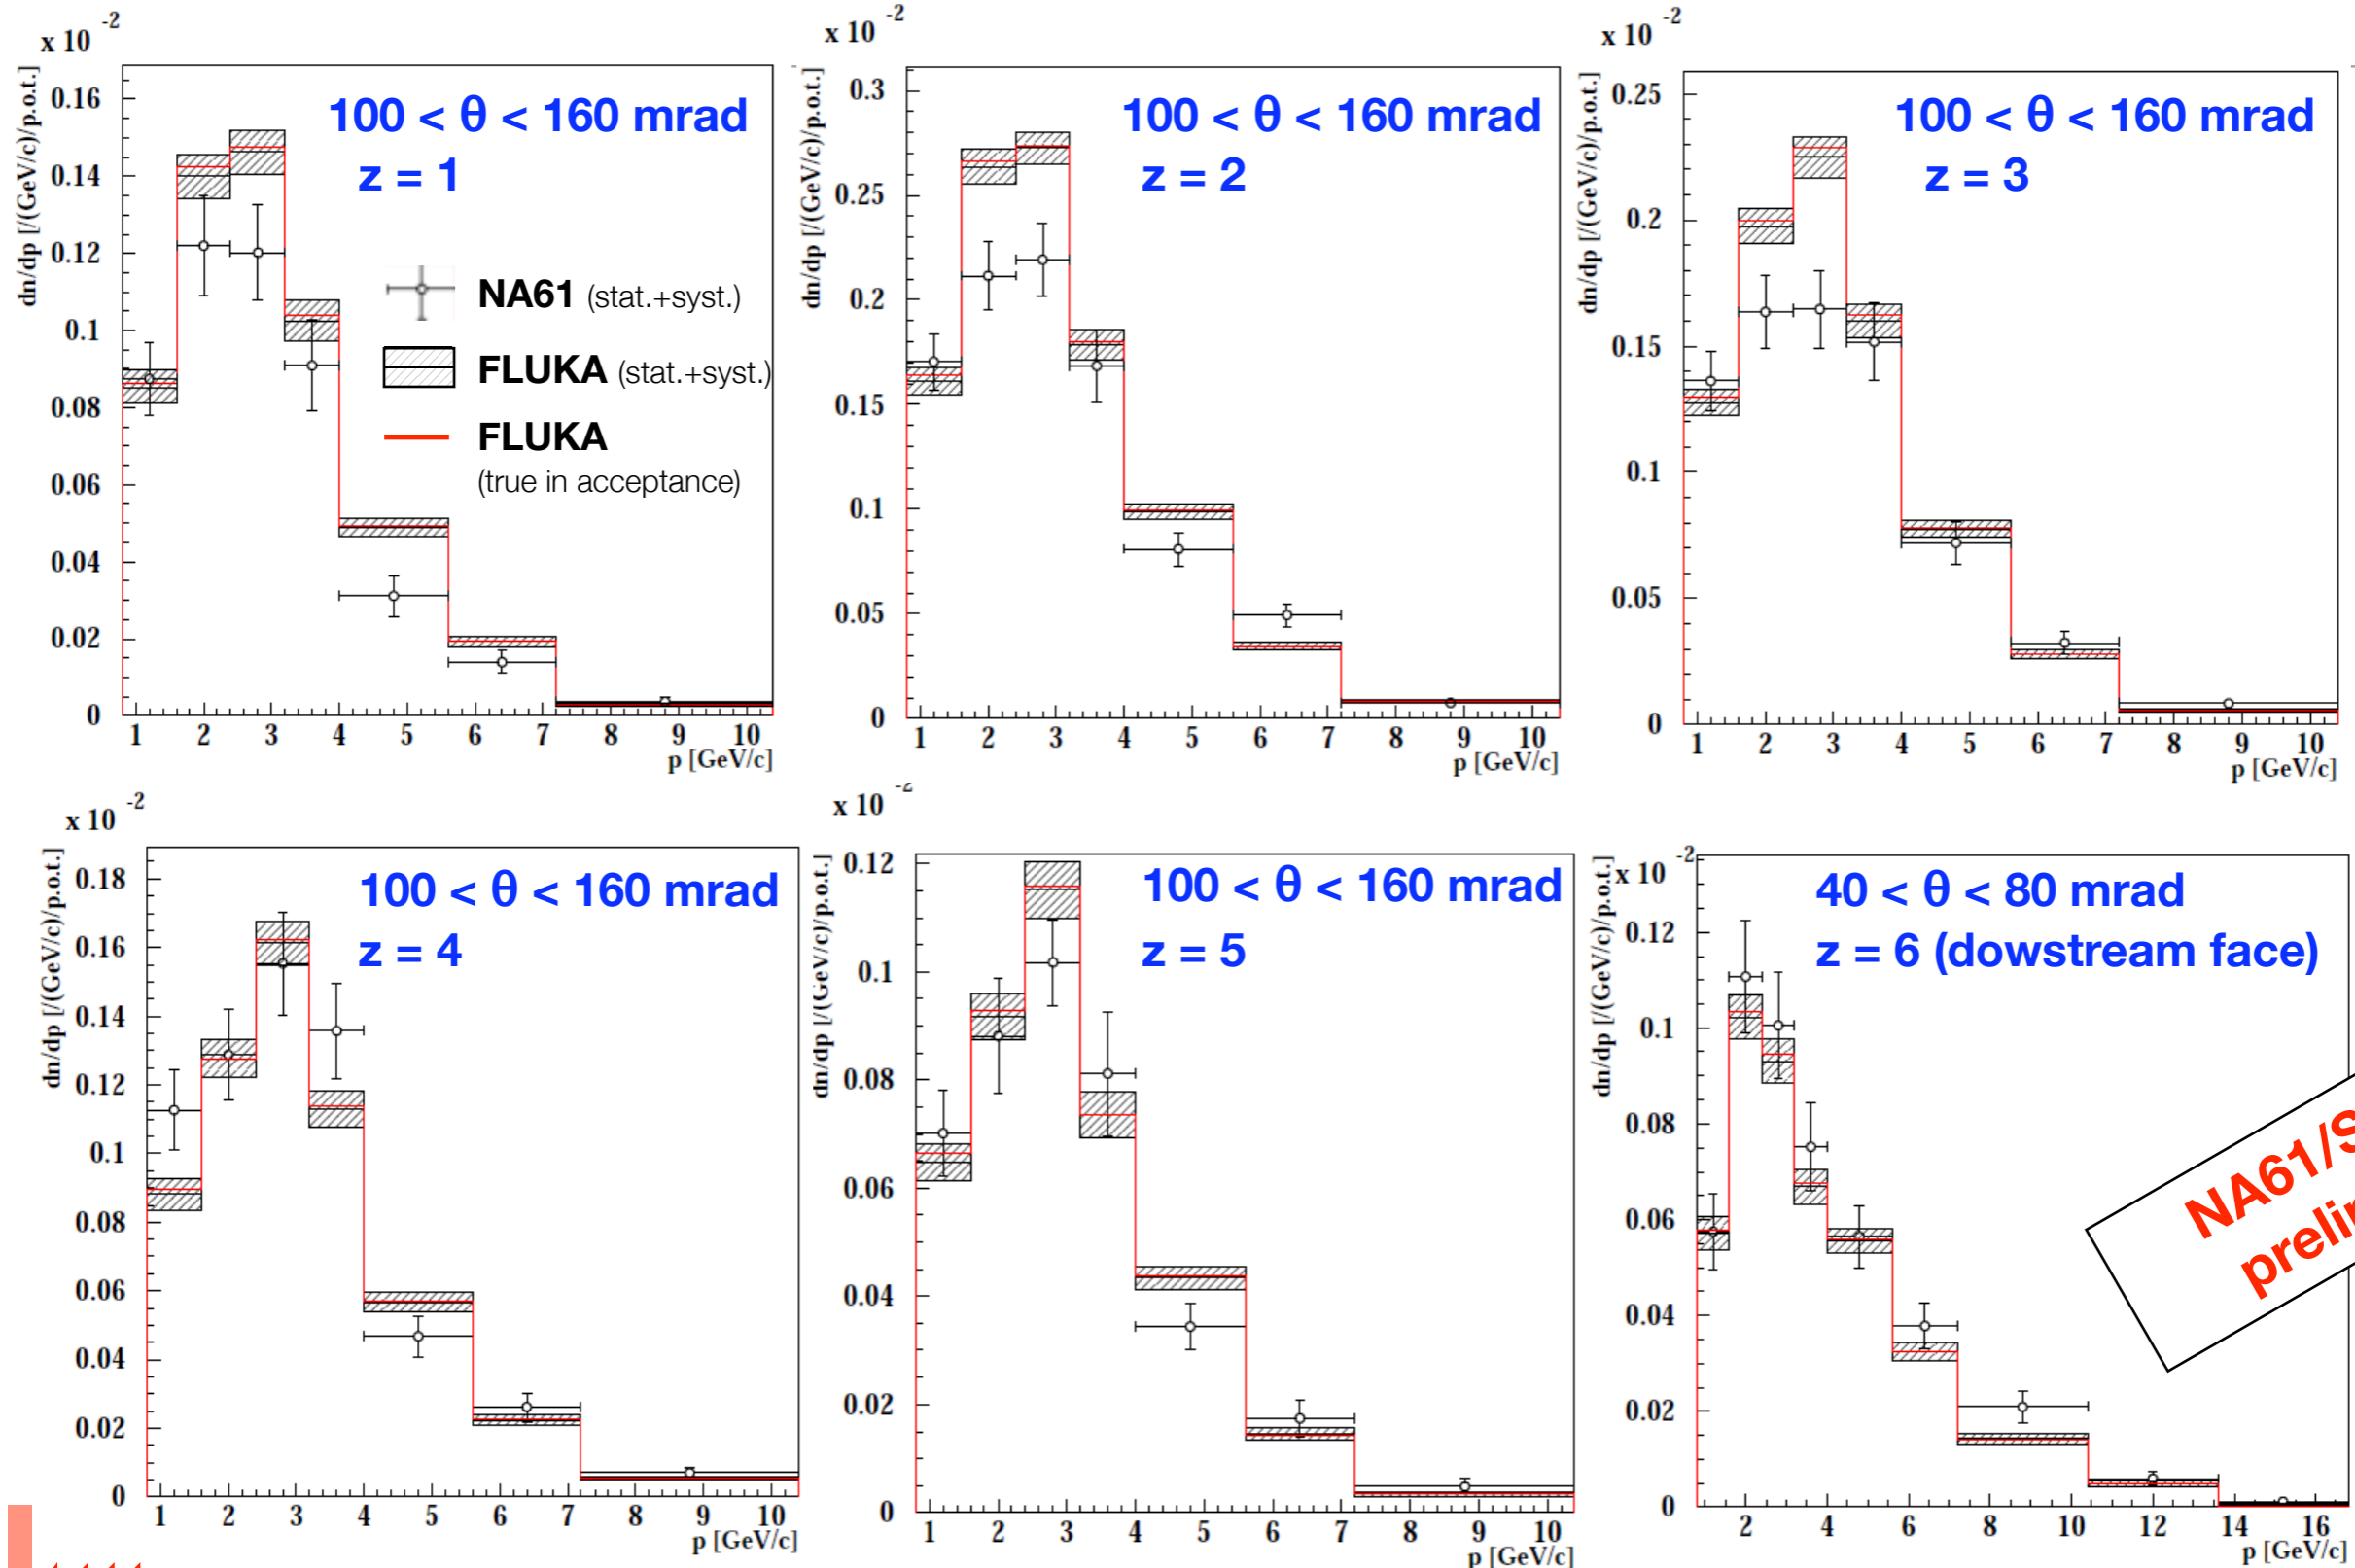 x 10 -2
dn/dp [/(GeV/c)/p.o.t.]
100 < θ < 160 mrad
z = 1
NA61 (stat.+syst.)
FLUKA (stat.+syst.)
FLUKA
(true in acceptance)
0.16
0.14
0.12
0.1
0.08
0.06
0.04
0.02
0
1 2 3 4 5 6 7 8 9 10
p [GeV/c]
x 10 -2
dn/dp [/(GeV/c)/p.o.t.]
100 < θ < 160 mrad
z = 2
0.3
0.25
0.2
0.15
0.1
0.05
0
1 2 3 4 5 6 7 8 9 10
p [GeV/c]
x 10 -2
dn/dp [/(GeV/c)/p.o.t.]
100 < θ < 160 mrad
z = 3
0.25
0.2
0.15
0.1
0.05
0
1 2 3 4 5 6 7 8 9 10
p [GeV/c]
x 10 -2
dn/dp [/(GeV/c)/p.o.t.]
100 < θ < 160 mrad
z = 4
0.18
0.16
0.14
0.12
0.1
0.08
0.06
0.04
0.02
0
1 2 3 4 5 6 7 8 9 10
p [GeV/c]
x 10
dn/dp [/(GeV/c)/p.o.t.]
100 < θ < 160 mrad
z = 5
0.12
0.1
0.08
0.06
0.04
0.02
0
1 2 3 4 5 6 7 8 9 10
p [GeV/c]
x 10 -2
dn/dp [/(GeV/c)/p.o.t.]
40 < θ < 80 mrad
z = 6 (dowstream face)
0.12
0.1
0.08
0.06
0.04
0.02
0
2 4 6 8 10 12 14 16
p [GeV/c]
NA61/S
prelin